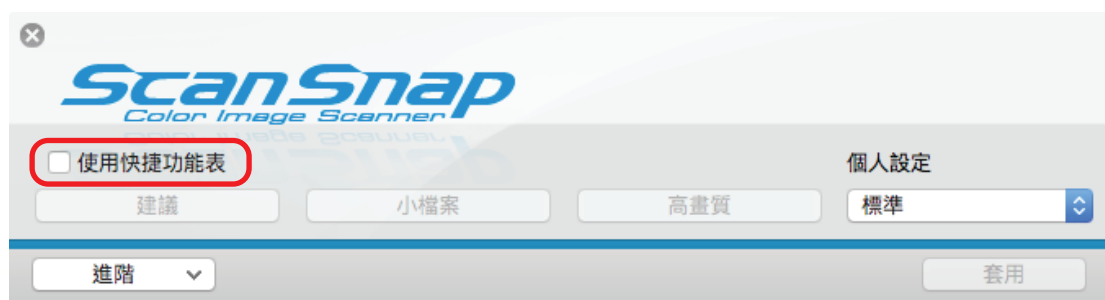 ScanSnap
Color Image Scanner
使用快捷功能表
個人設定
建議
小檔案
高畫質
標準
進階
套用